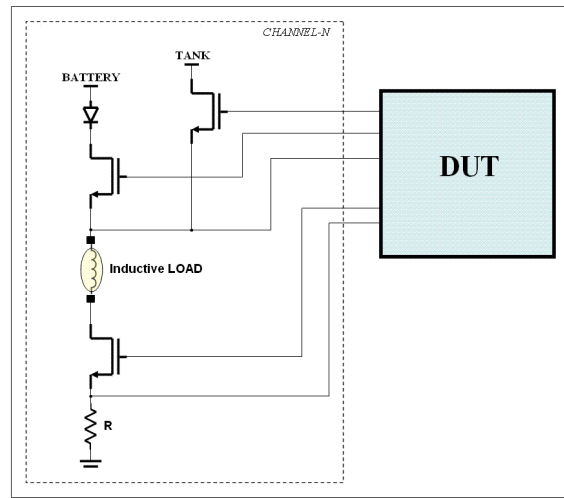 CHANNEL-N
TANK
BATTERY
DUT
Inductive LOAD
R